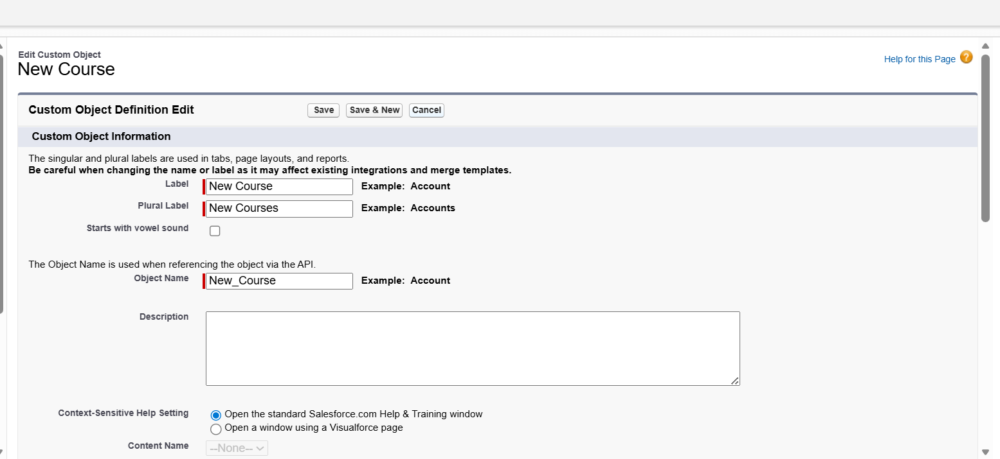 Edit Custom Object
New Course
Help for this Page ?
Custom Object Definition Edit Save Save & New Cancel
Custom Object Information
The singular and plural labels are used in tabs, page layouts, and reports.
Be careful when changing the name or label as it may affect existing integrations and merge templates.
Label New Course Example: Account
Plural Label New Courses Example: Accounts
Starts with vowel sound
The Object Name is used when referencing the object via the API.
Object Name New_Course Example: Account
Description
Context-Sensitive Help Setting Open the standard Salesforce.com Help & Training window
Open a window using a Visualforce page
Content Name --None--